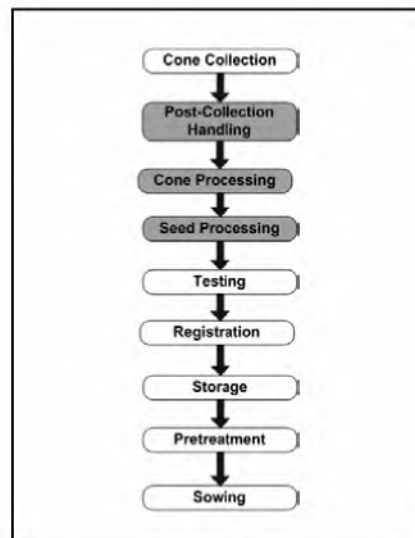 Cone Collection
Post-Collection
Handling
Cone Processing
Seed Processing
Testing
Registration
Storage
Pretreatment
Sowing